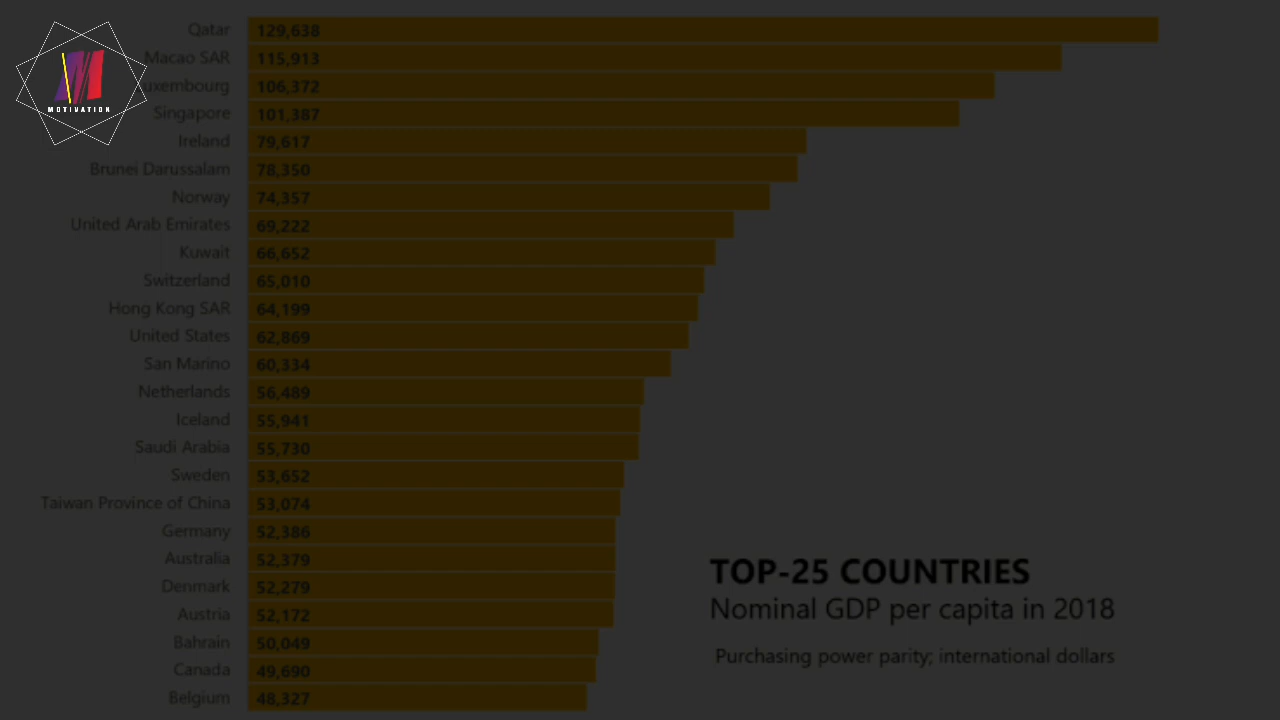 Qatar 129,638
Macao SAR 115,913
uxembourg 106,372
Singapore 101,387
Ireland 79,617
Brunei Darussalam 78,350
Norway 74,357
United Arab Emirates 69,222
Kuwait 66,652
Switzerland 65,010
Hong Kong SAR 64,199
United States 62,869
San Marino 60,334
Netherlands 56,489
Iceland 55,941
Saudi Arabia 55,730
Sweden 53,652
Taiwan Province of China 53,074
Germany 52,386
Australia 52,379
Denmark 52,279
Austria 52,172
Bahrain 50,049
Canada 49,690
Belgium 48,327
MOTIVATION
TOP-25 COUNTRIES
Nominal GDP per capita in 2018
Purchasing power parity; international dollars